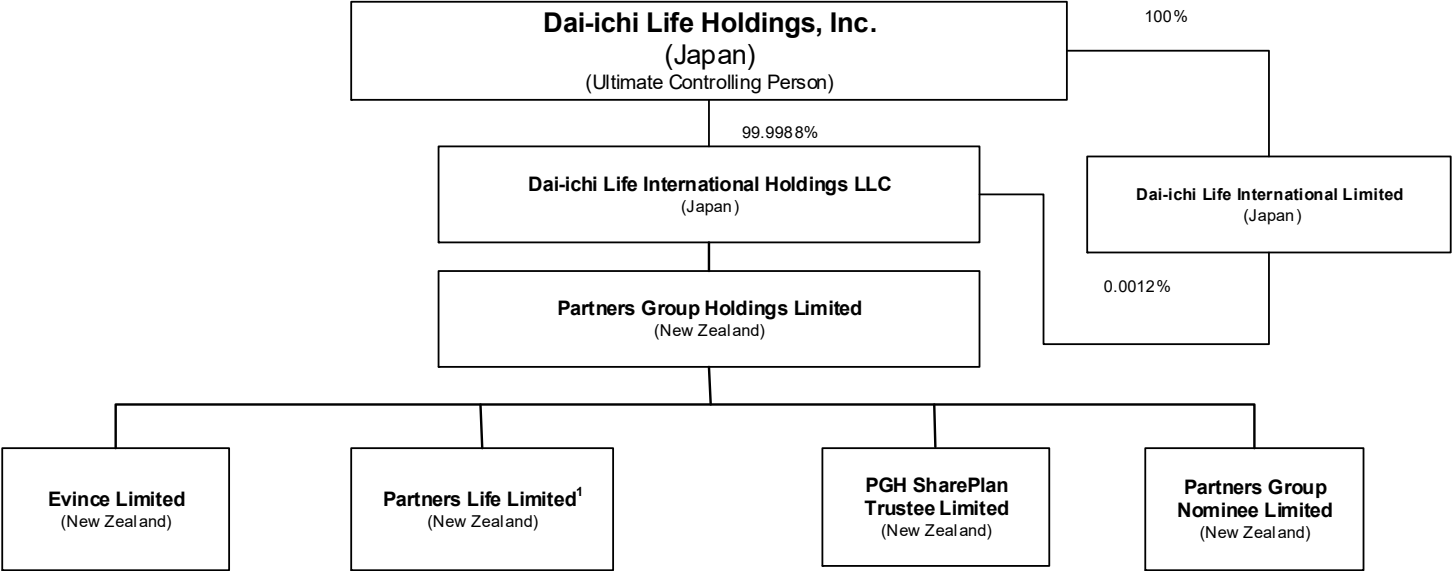 Dai-ichi Life Holdings, Inc.
(Japan)
(Ultimate Controlling Person)
100%
99.9988%
Dai-ichi Life International Holdings LLC
(Japan)
Dai-ichi Life International Limited
(Japan)
0.0012%
Partners Group Holdings Limited
(New Zealand)
Evince Limited
(New Zealand)
Partners Life Limited¹
(New Zealand)
PGH SharePlan
Trustee Limited
(New Zealand)
Partners Group
Nominee Limited
(New Zealand)